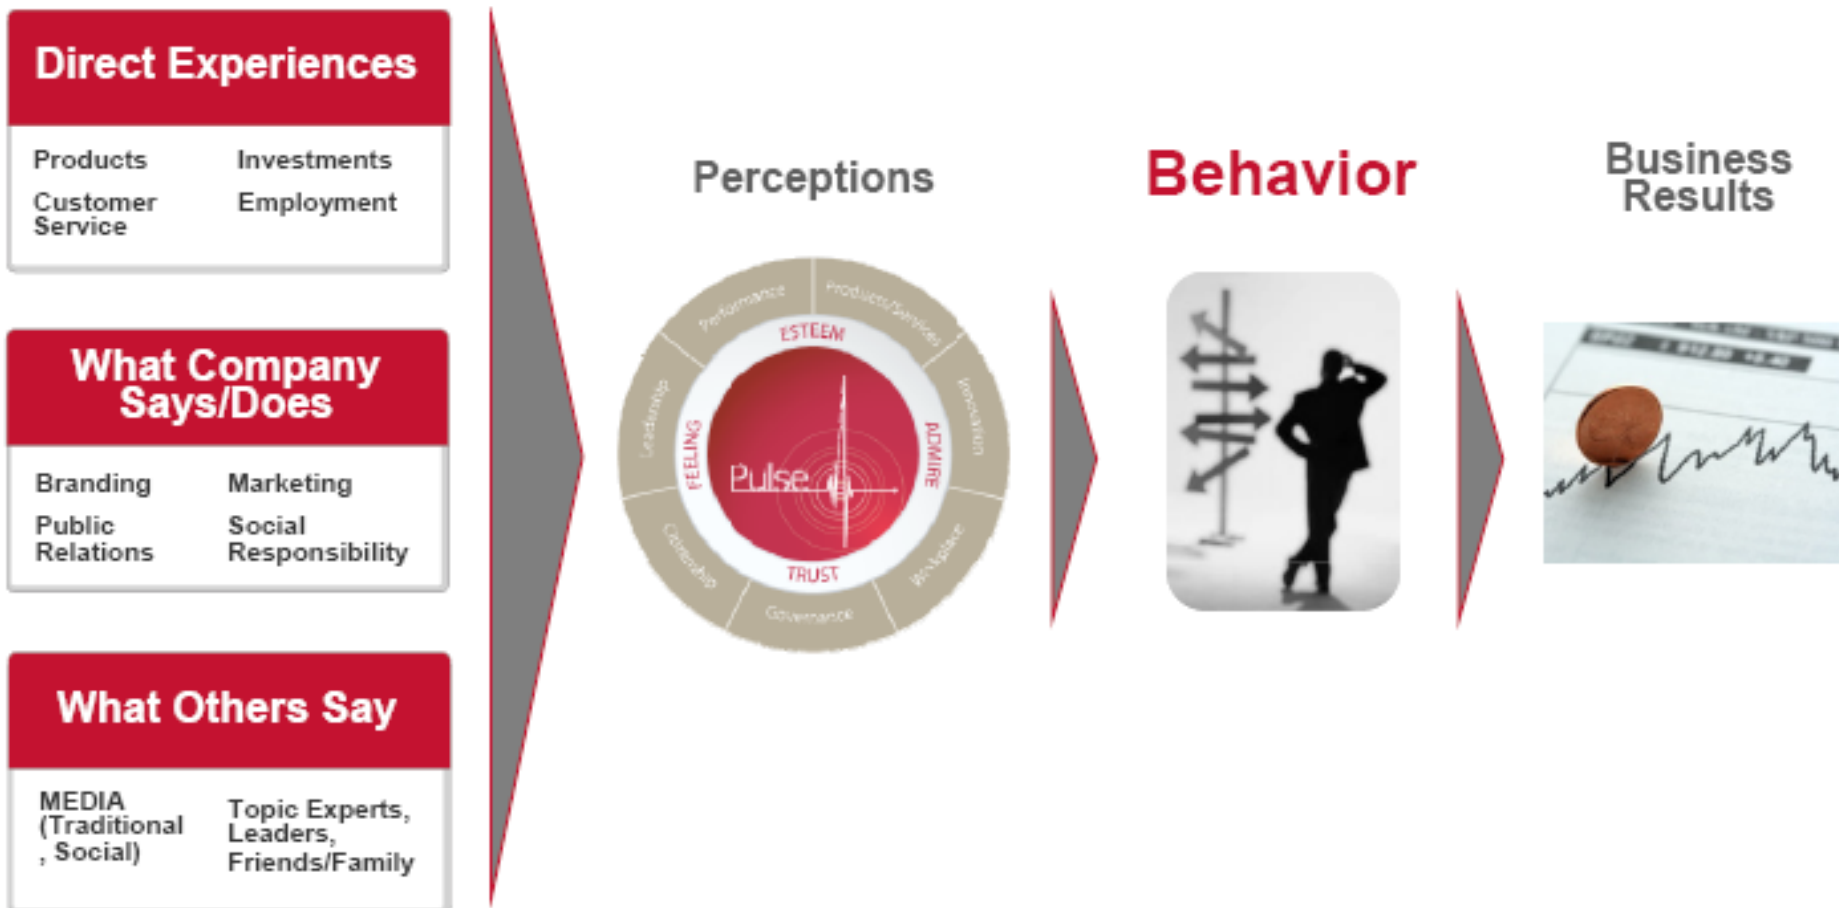 Direct Experiences
Products
Investments
Customer
Service
Employment
What Company
Says/Does
Branding
Marketing
Public
Relations
Social
Responsibility
What Others Say
MEDIA
(Traditional
, Social)
Topic Experts,
Leaders,
Friends/Family
Perceptions
Performance
Products/Services
Innovation
Workplace
Governance
Citizenship
Leadership
ESTEEM
ADMIRE
TRUST
FEELING
Pulse
Behavior
Business
Results